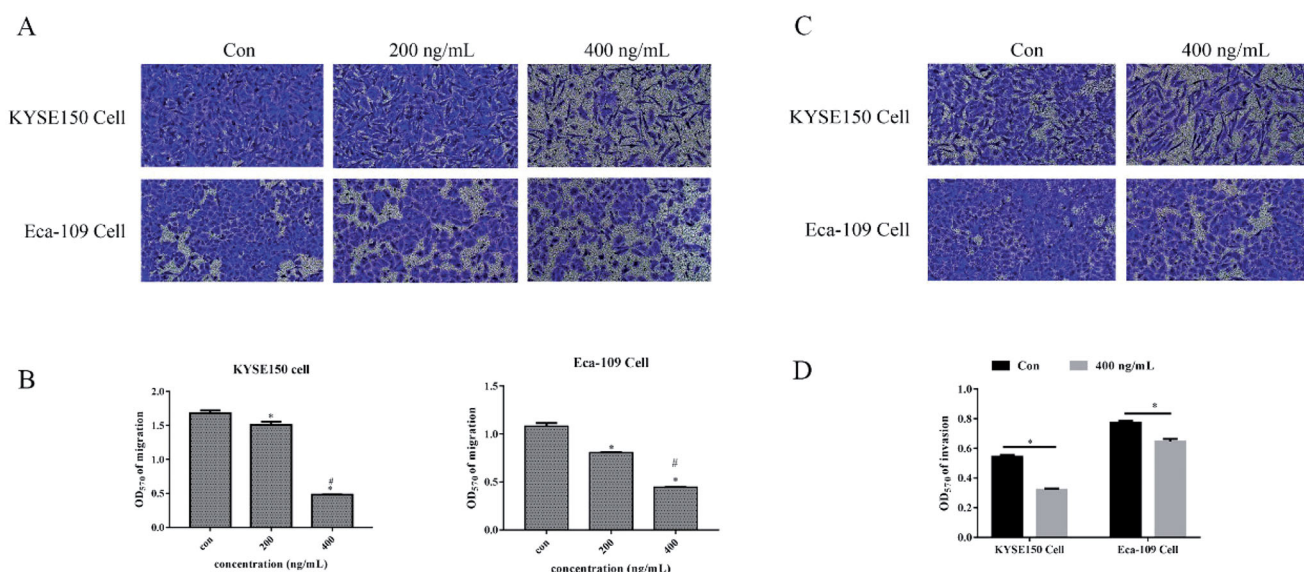 A
Con 200 ng/mL 400 ng/mL
KYSE150 Cell
Eca-109 Cell
C
Con 400 ng/mL
KYSE150 Cell
Eca-109 Cell
B
KYSE150 cell
OD570 of migration
2.0
1.5
1.0
0.5
0.0
*
#
*
con 200 400
concentration (ng/mL)
Eca-109 Cell
OD570 of migration
1.5
1.0
0.5
0.0
*
#
*
con 200 400
concentration (ng/mL)
D
Con 400 ng/mL
OD570 of invasion
0.8
0.6
0.4
0.2
0.0
*
*
KYSE150 Cell Eca-109 Cell